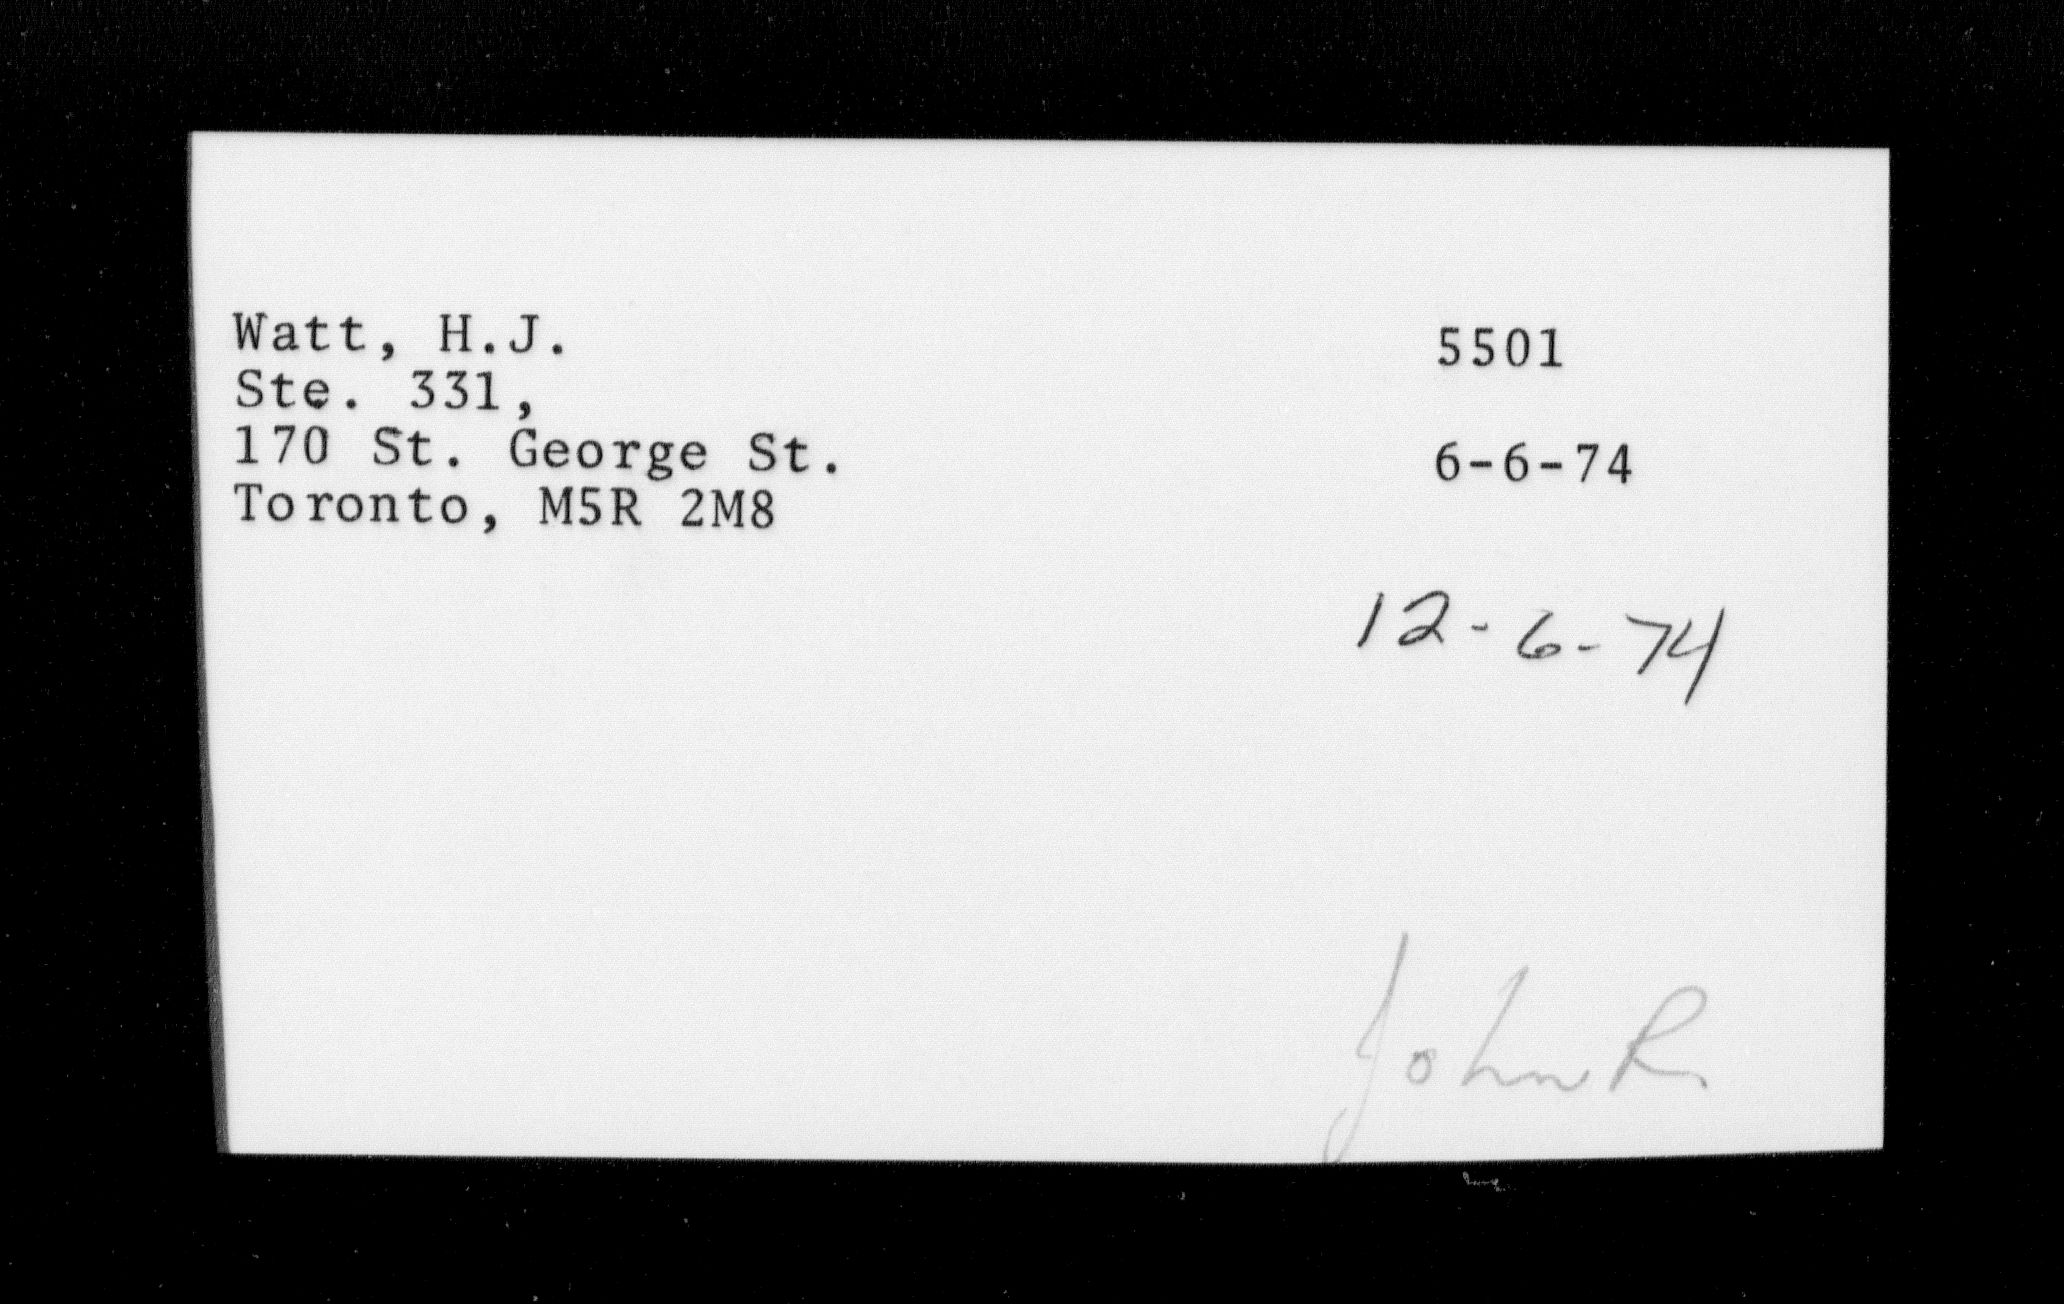 Watt, H.J.
Ste. 331,
170 St. George St.
Toronto, M5R 2M8
5501
6-6-74
12-6-74
John R.